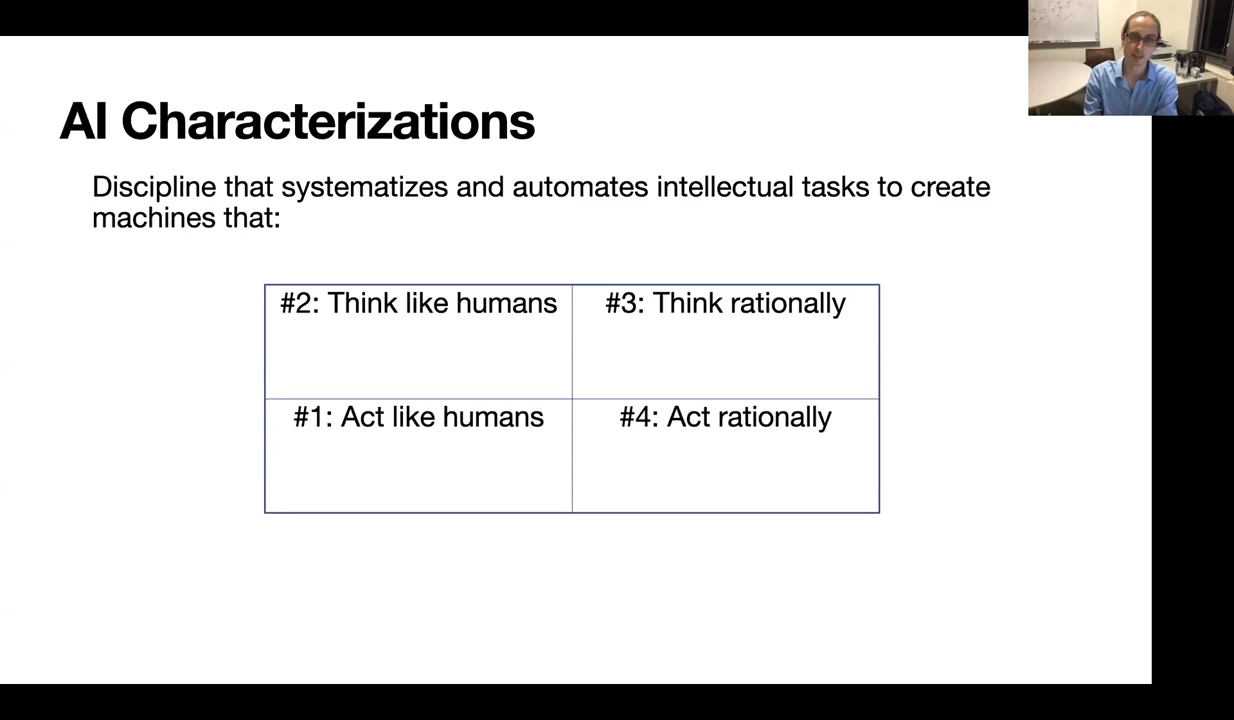 AI Characterizations
Discipline that systematizes and automates intellectual tasks to create
machines that:
#2: Think like humans
#3: Think rationally
#1: Act like humans
#4: Act rationally